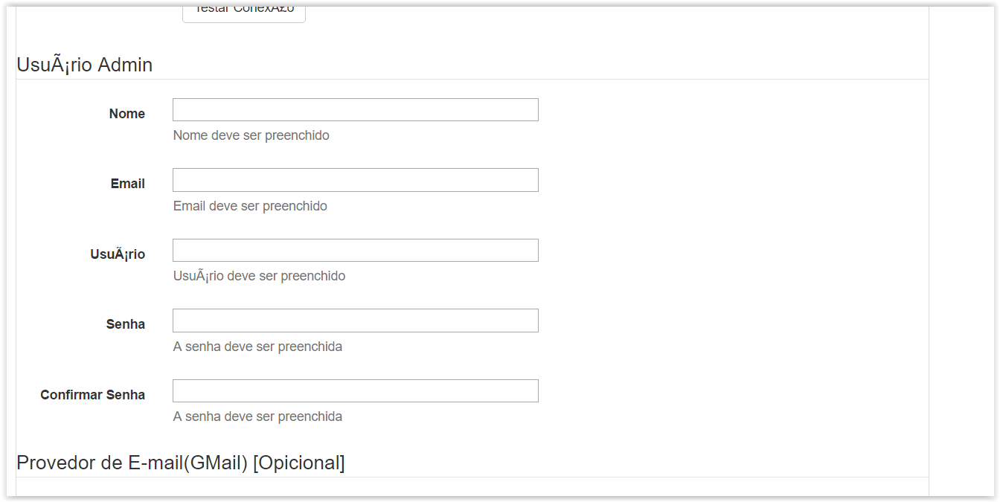 Testar ConexÃ£o
UsuÃ¡rio Admin
Nome
Nome deve ser preenchido
Email
Email deve ser preenchido
UsuÃ¡rio
UsuÃ¡rio deve ser preenchido
Senha
A senha deve ser preenchida
Confirmar Senha
A senha deve ser preenchida
Provedor de E-mail(GMail) [Opicional]